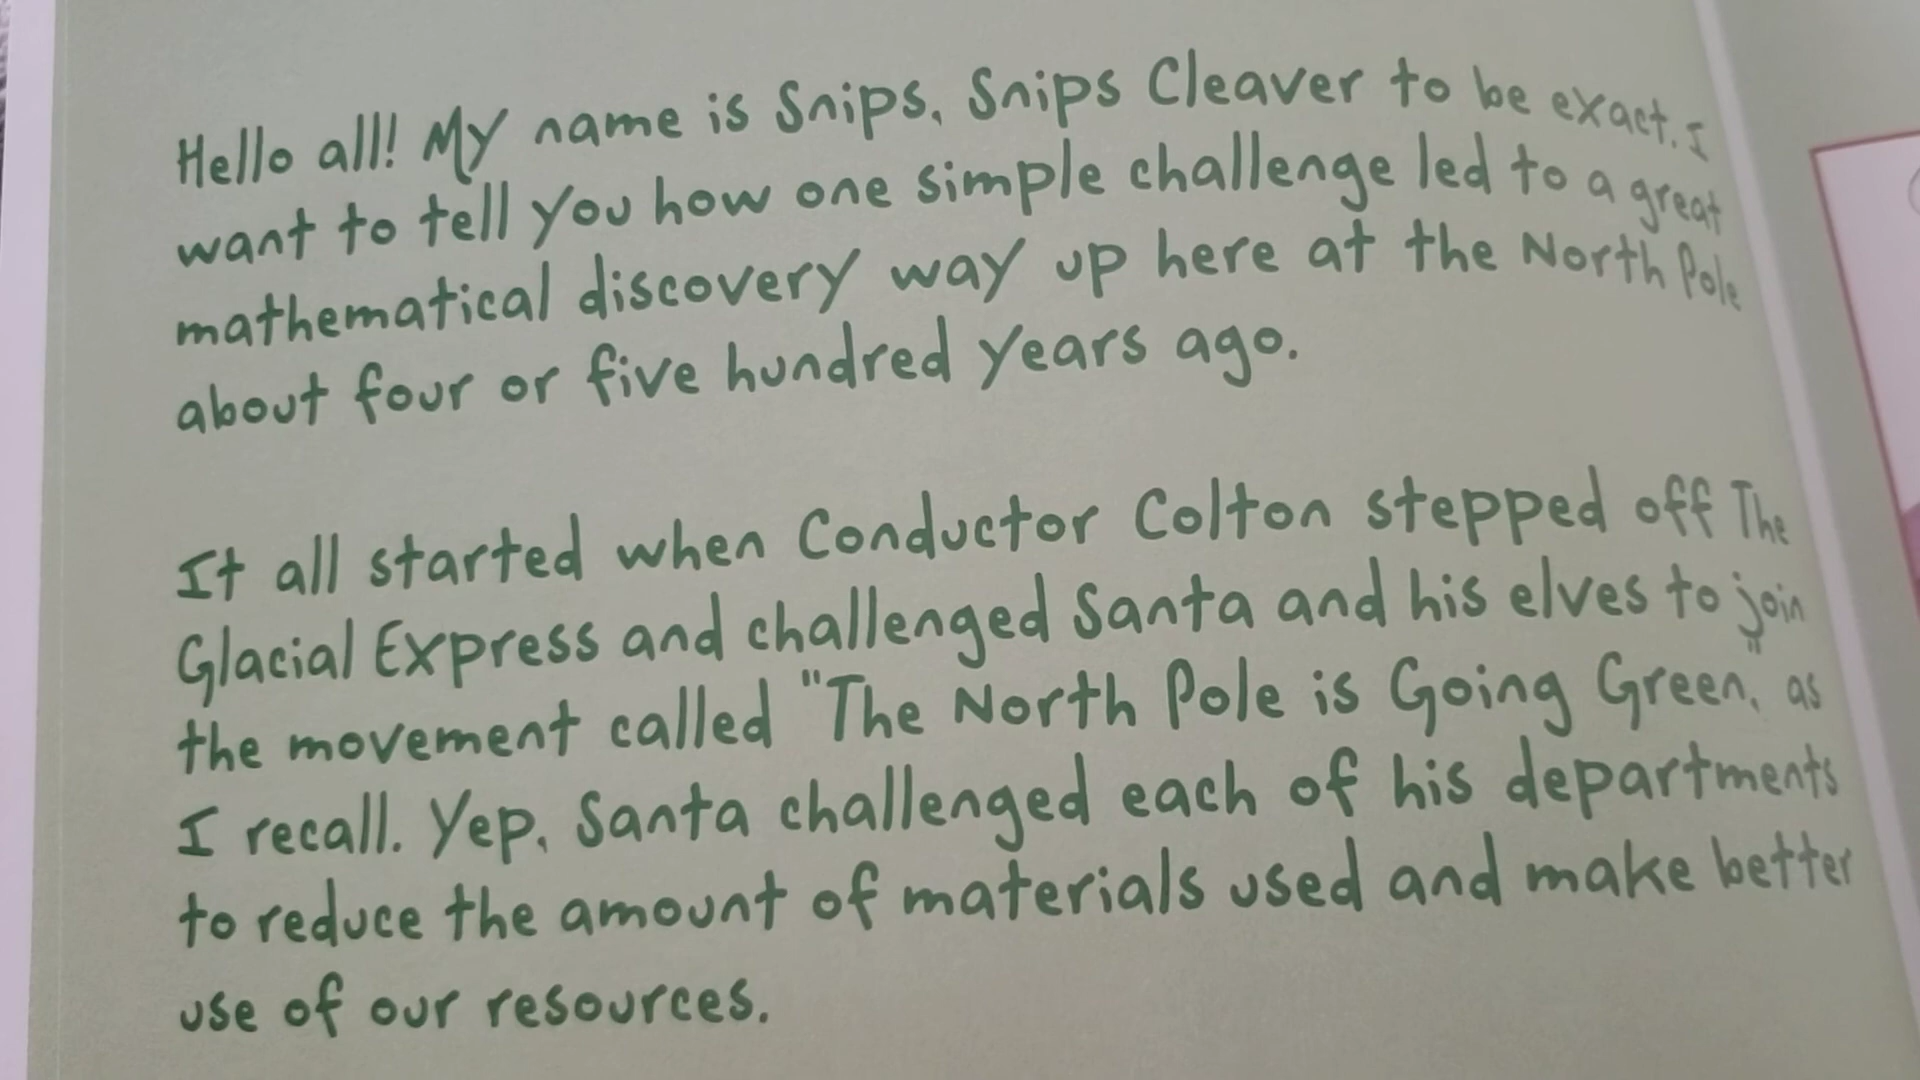 Hello all! My name is Snips, Snips Cleaver to be exact. I
want to tell you how one simple challenge led to a great
mathematical discovery way up here at the North Pole
about four or five hundred years ago.
It all started when Conductor Colton stepped off The
Glacial Express and challenged Santa and his elves to join
the movement called "The North Pole is Going Green," as
I recall. Yep, Santa challenged each of his departments
to reduce the amount of materials used and make better
use of our resources.